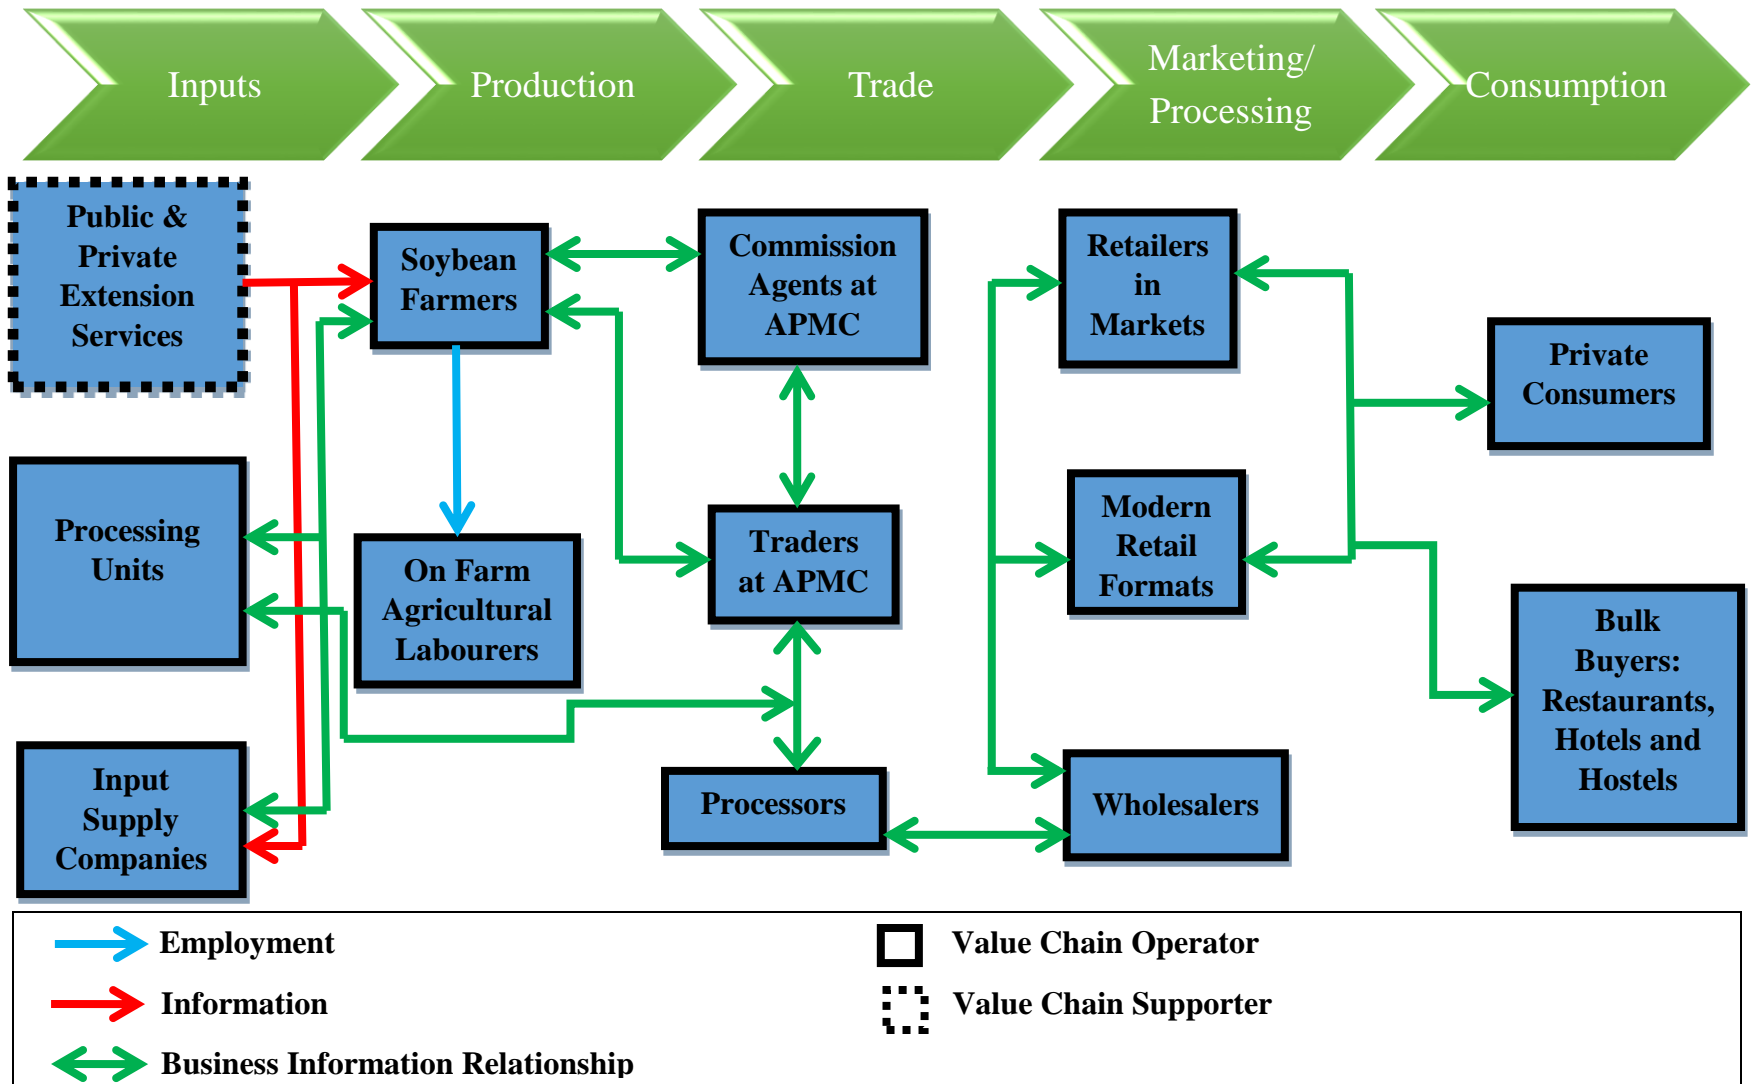 Inputs
Production
Trade
Marketing/
Processing
Consumption
Public &
Private
Extension
Services
Processing
Units
Input
Supply
Companies
Soybean
Farmers
On Farm
Agricultural
Labourers
Commission
Agents at
APMC
Traders
at APMC
Processors
Retailers
in
Markets
Modern
Retail
Formats
Wholesalers
Private
Consumers
Bulk
Buyers:
Restaurants,
Hotels and
Hostels
Employment
Information
Business Information Relationship
Value Chain Operator
Value Chain Supporter